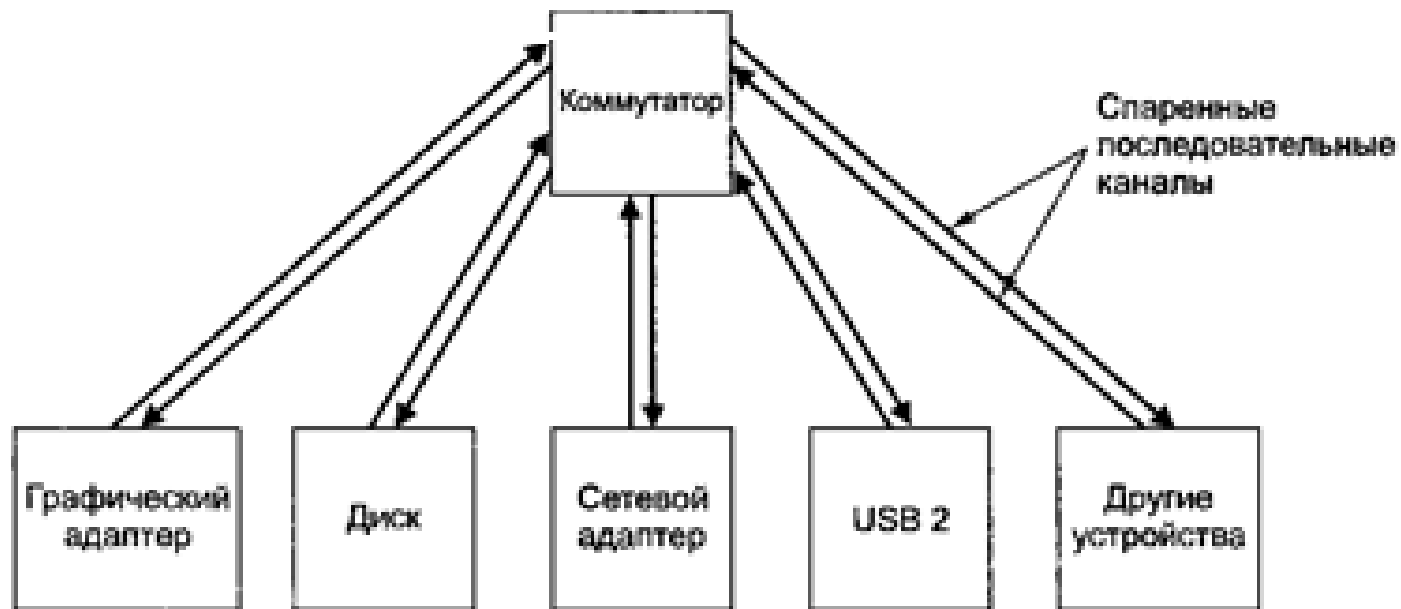 Коммутатор
Спаренные
последовательные
каналы
Графический
адаптер
Диск
Сетевой
адаптер
USB 2
Другие
устройства